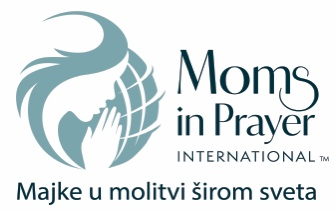 Moms
in Prayer
INTERNATIONAL™
Majke u molitvi širom sveta